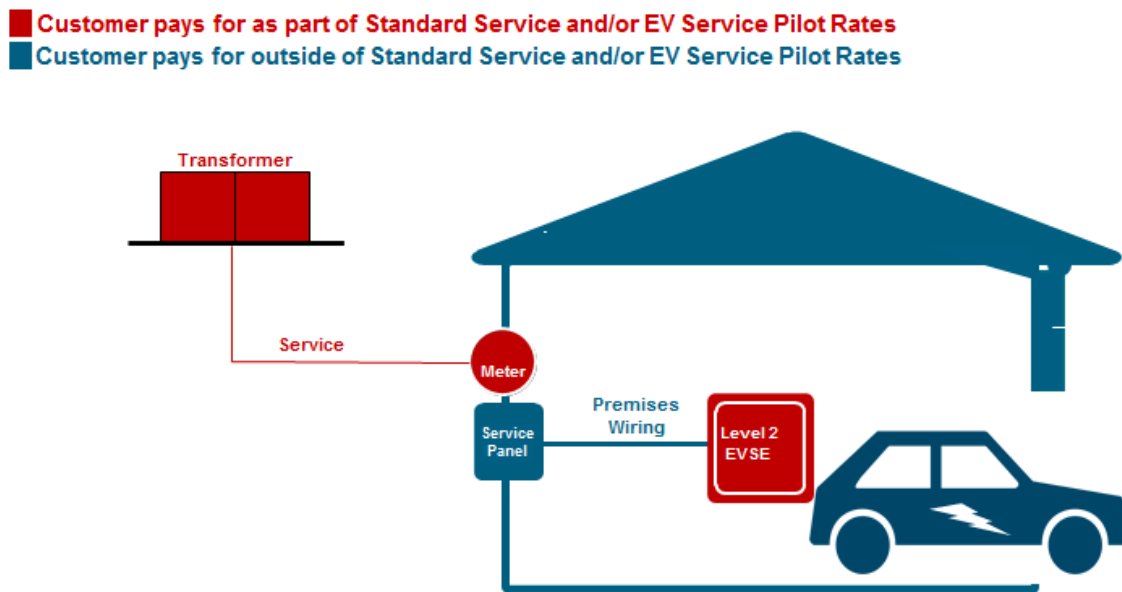 Customer pays for as part of Standard Service and/or EV Service Pilot Rates
Customer pays for outside of Standard Service and/or EV Service Pilot Rates
Transformer
Service
Meter
Service
Panel
Premises
Wiring
Level 2
EVSE